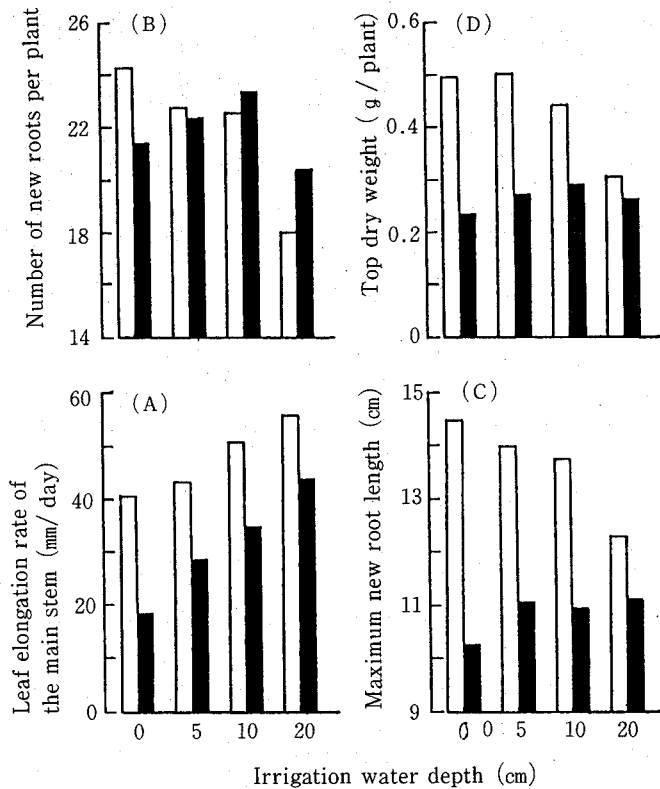 (B)
Number of new roots per plant
26
22
18
14
(D)
Top dry weight ( g / plant)
0.6
0.4
0.2
0
(A)
Leaf elongation rate of
the main stem (mm/ day)
60
40
20
0
0 5 10 20
(C)
Maximum new root length (cm)
15
13
11
9
0 0 5 10 20
Irrigation water depth (cm)